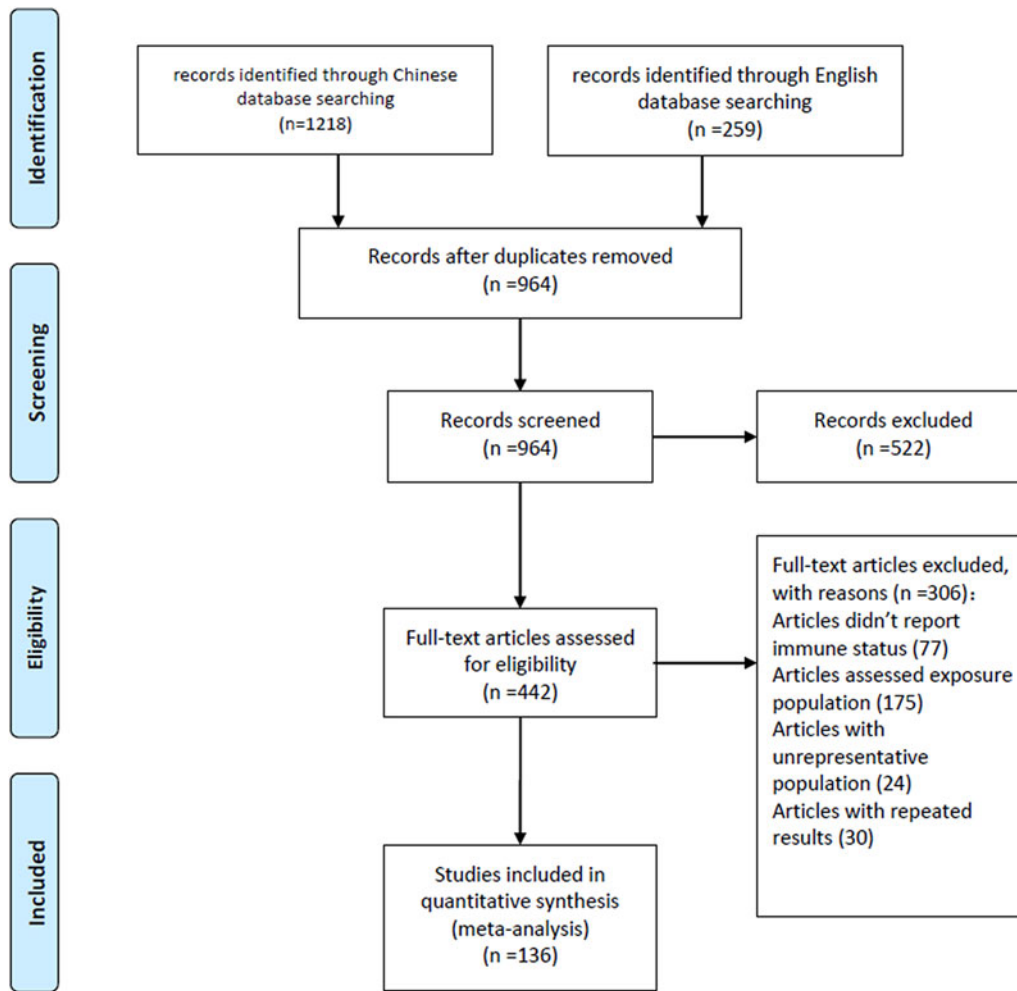 Identification
records identified through Chinese
database searching
(n=1218)
records identified through English
database searching
(n =259)
Records after duplicates removed
(n =964)
Screening
Records screened
(n =964)
Records excluded
(n =522)
Eligibility
Full-text articles assessed
for eligibility
(n =442)
Full-text articles excluded,
with reasons (n =306)：
Articles didn’t report
immune status (77)
Articles assessed exposure
population (175)
Articles with
unrepresentative
population (24)
Articles with repeated
results (30)
Included
Studies included in
quantitative synthesis
(meta-analysis)
(n =136)